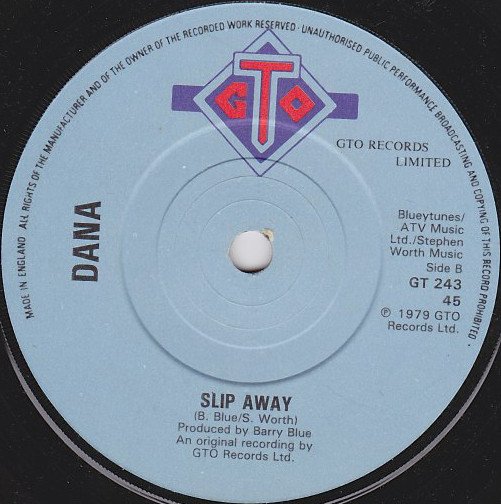 MADE IN ENGLAND. ALL RIGHTS OF THE MANUFACTURER AND OF THE OWNER OF THE RECORDED WORK RESERVED · UNAUTHORISED PUBLIC PERFORMANCE BROADCASTING AND COPYING OF THIS RECORD PROHIBITED ·
GTO
GTO RECORDS
LIMITED
DANA
Blueytunes/
ATV Music
Ltd./Stephen
Worth Music
Side B
GT 243
45
℗ 1979 GTO
Records Ltd.
SLIP AWAY
(B. Blue/S. Worth)
Produced by Barry Blue
An original recording by
GTO Records Ltd.